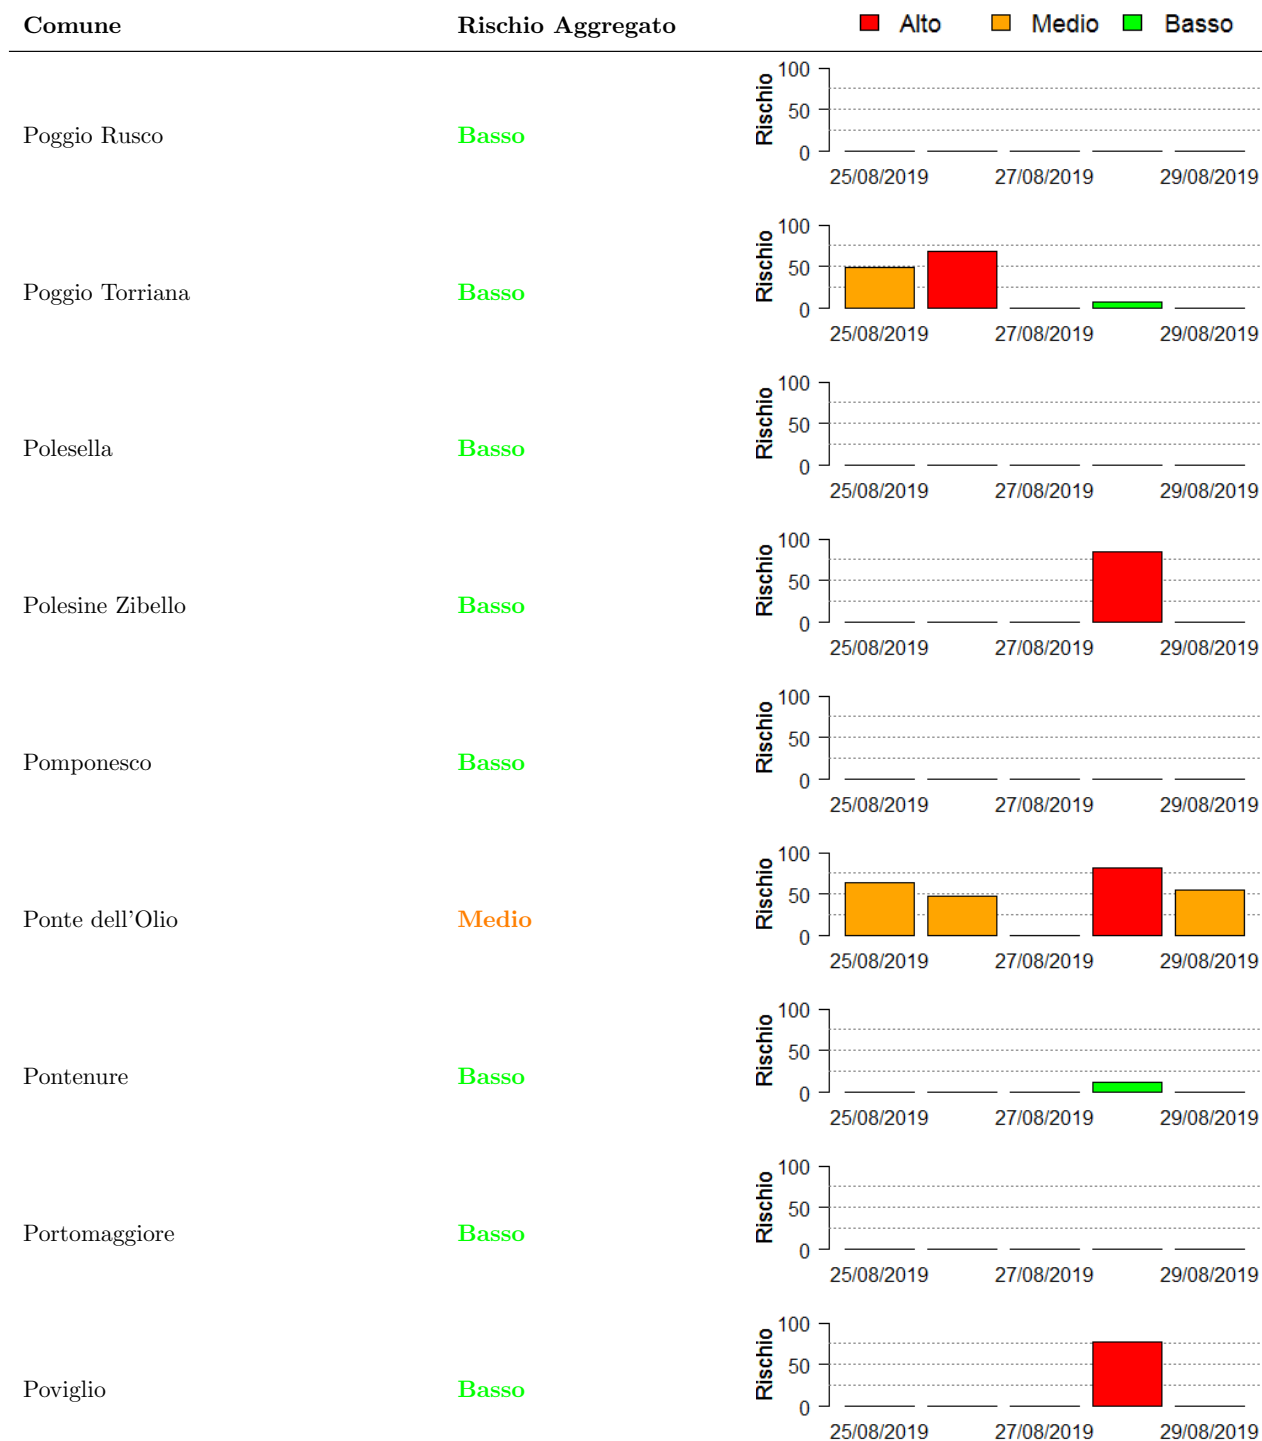 Comune Rischio Aggregato Alto Medio Basso
Poggio Rusco Basso Rischio 100 50 0
25/08/2019 27/08/2019 29/08/2019
Poggio Torriana Basso Rischio 100 50 0
25/08/2019 27/08/2019 29/08/2019
Polesella Basso Rischio 100 50 0
25/08/2019 27/08/2019 29/08/2019
Polesine Zibello Basso Rischio 100 50 0
25/08/2019 27/08/2019 29/08/2019
Pomponesco Basso Rischio 100 50 0
25/08/2019 27/08/2019 29/08/2019
Ponte dell'Olio Medio Rischio 100 50 0
25/08/2019 27/08/2019 29/08/2019
Pontenure Basso Rischio 100 50 0
25/08/2019 27/08/2019 29/08/2019
Portomaggiore Basso Rischio 100 50 0
25/08/2019 27/08/2019 29/08/2019
Poviglio Basso Rischio 100 50 0
25/08/2019 27/08/2019 29/08/2019